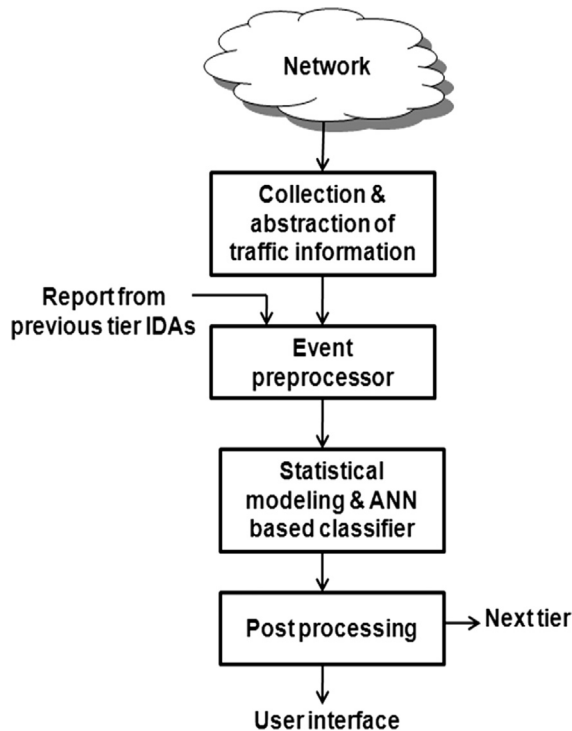 Network
Collection &
abstraction of
traffic information
Report from
previous tier IDAs
Event
preprocessor
Statistical
modeling & ANN
based classifier
Post processing
Next tier
User interface